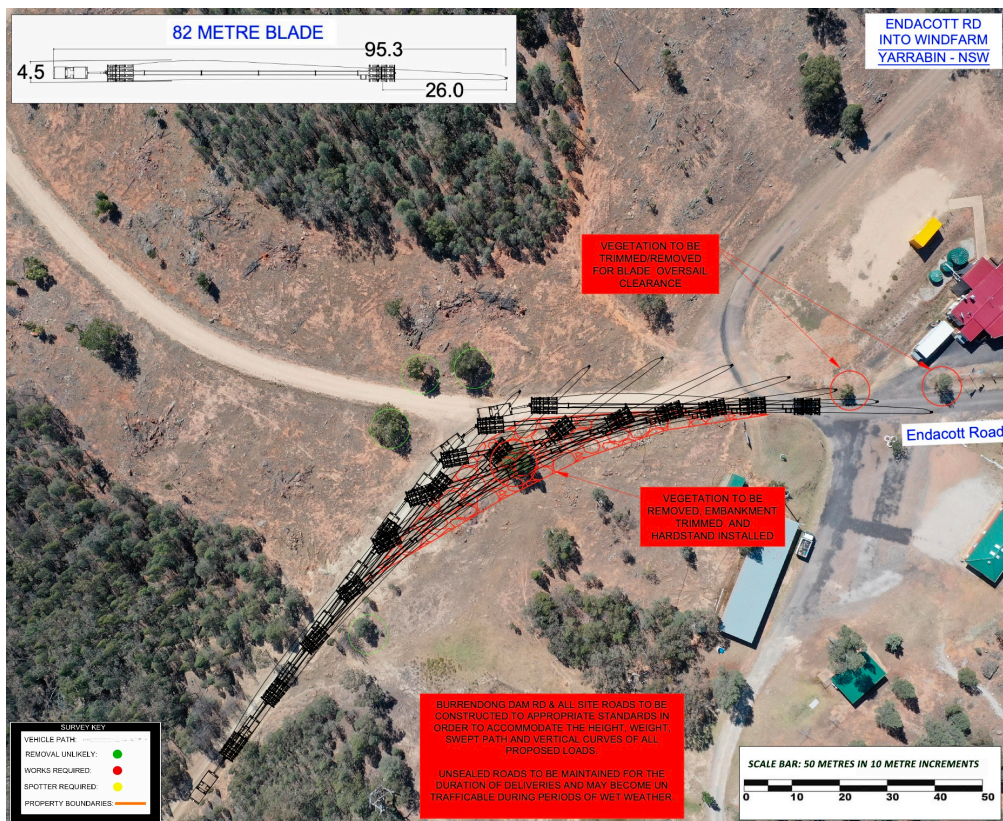 82 METRE BLADE
95.3
4.5
26.0
ENDACOTT RD
INTO WINDFARM
YARRABIN - NSW
VEGETATION TO BE
TRIMMED/REMOVED
FOR BLADE OVERSAIL
CLEARANCE
Endacott Road
VEGETATION TO BE
REMOVED, EMBANKMENT
TRIMMED, AND
HARDSTAND INSTALLED
BURRENDONG DAM RD & ALL SITE ROADS TO BE
CONSTRUCTED TO APPROPRIATE STANDARDS IN
ORDER TO ACCOMMODATE THE HEIGHT, WEIGHT,
SWEPT PATH AND VERTICAL CURVES OF ALL
PROPOSED LOADS.
UNSEALED ROADS TO BE MAINTAINED FOR THE
DURATION OF DELIVERIES AND MAY BECOME UN
TRAFFICABLE DURING PERIODS OF WET WEATHER
SURVEY KEY
VEHICLE PATH:
REMOVAL UNLIKELY:
WORKS REQUIRED:
SPOTTER REQUIRED:
PROPERTY BOUNDARIES:
SCALE BAR: 50 METRES IN 10 METRE INCREMENTS
0 5 10 20 30 40 50